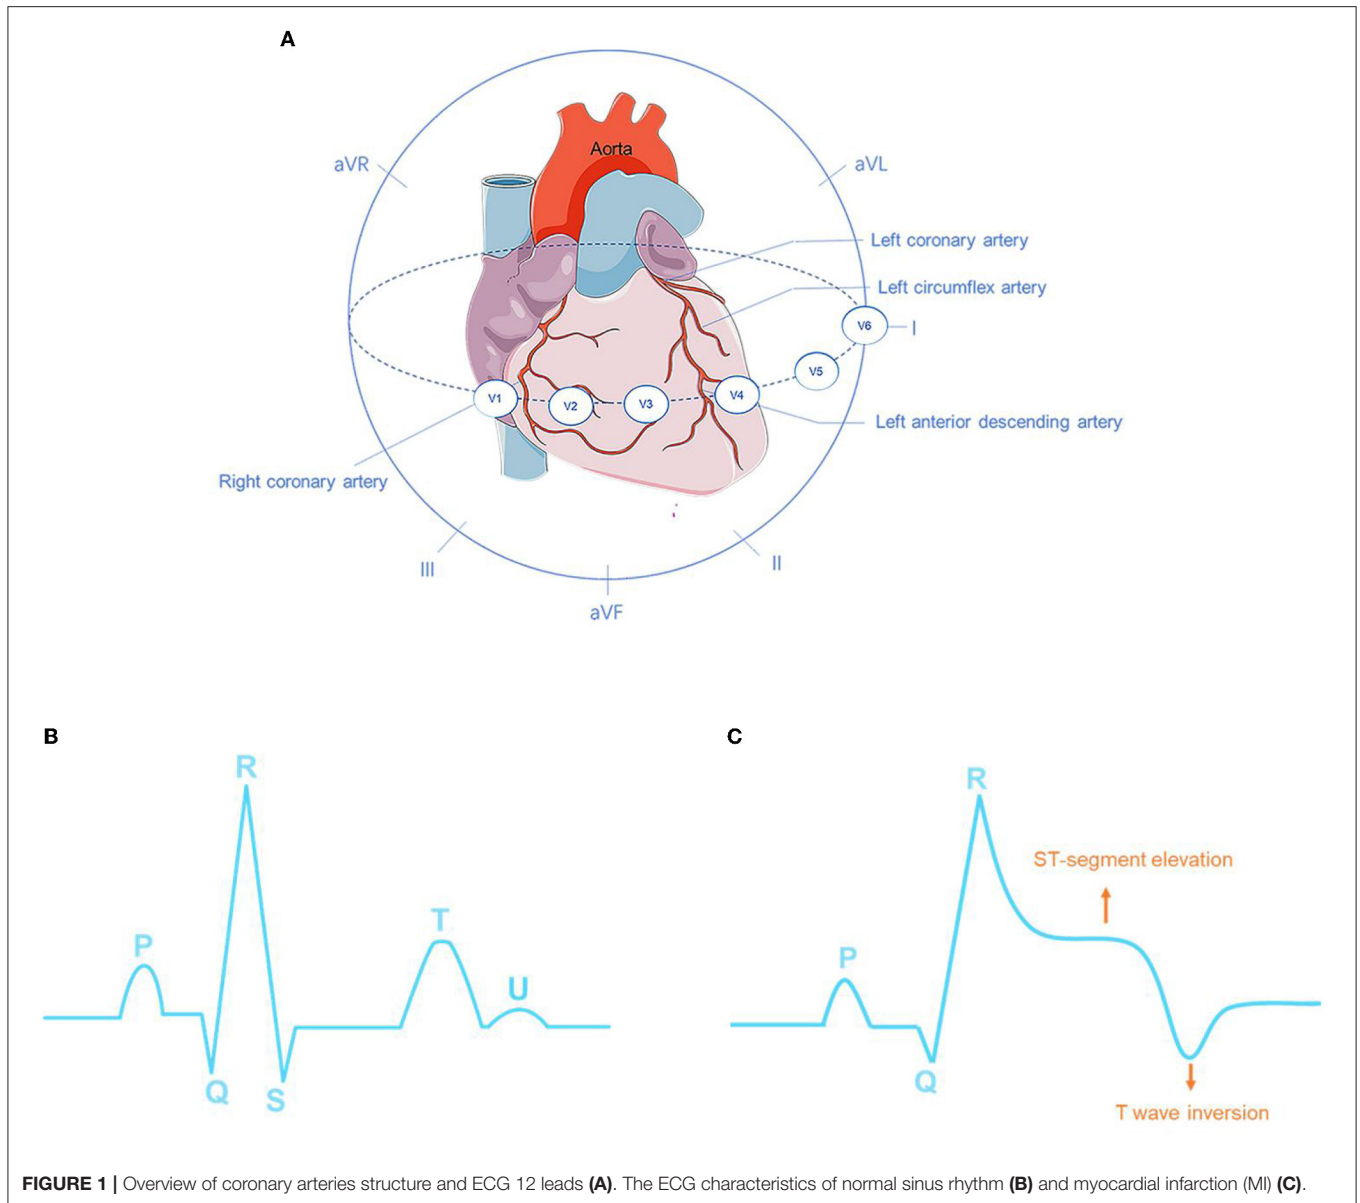 A
Aorta
aVR
aVL
Left coronary artery
Left circumflex artery
V6
I
V5
V4
V1
V2
V3
Left anterior descending artery
Right coronary artery
III
II
aVF
B
R
P
T
U
Q
S
C
R
ST-segment elevation
P
Q
T wave inversion
FIGURE 1 | Overview of coronary arteries structure and ECG 12 leads (A). The ECG characteristics of normal sinus rhythm (B) and myocardial infarction (MI) (C).